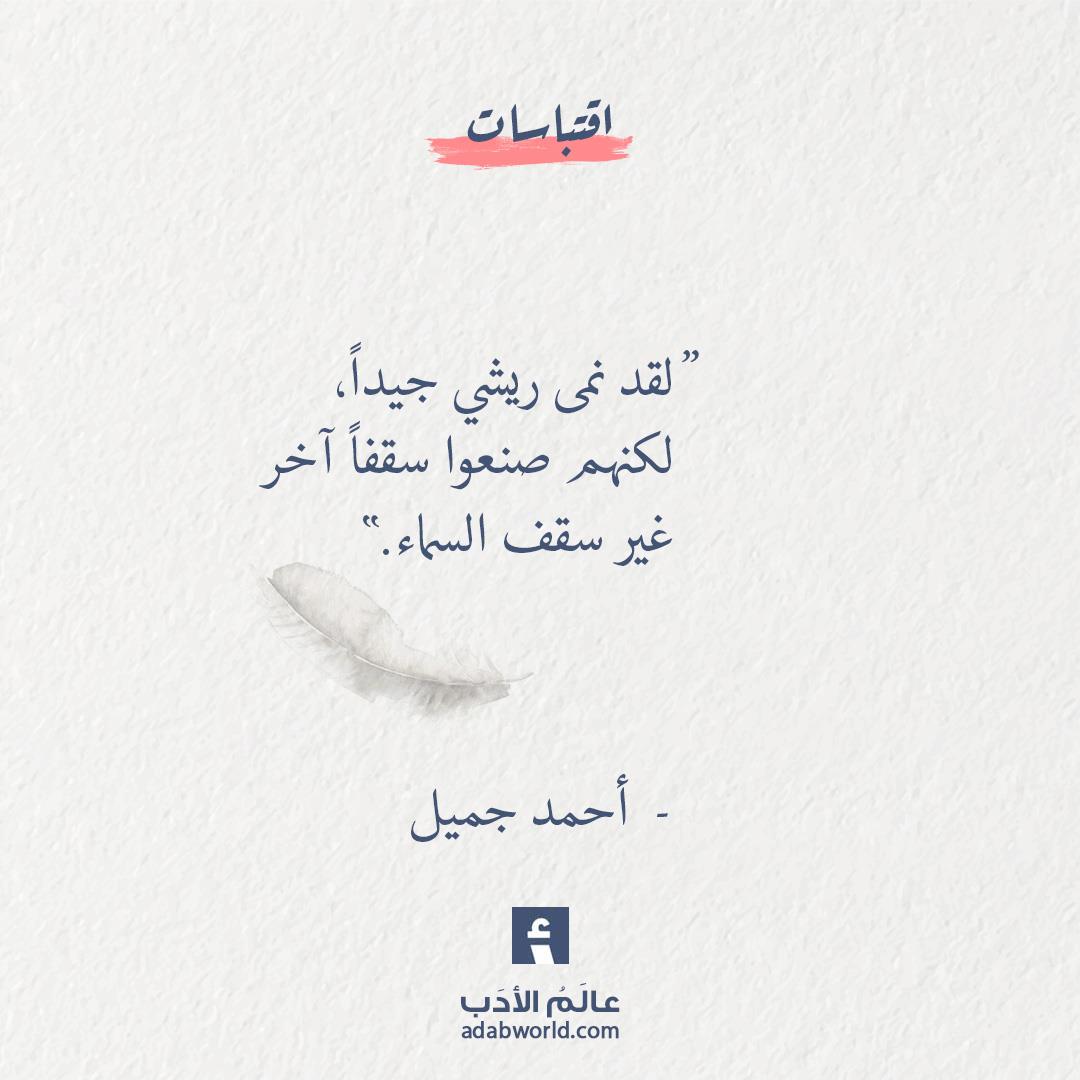 اقتباسات
”لقد نمى ريشي جيداً،
لكنهم صنعوا سقفاً آخر
غير سقف السماء.“
- أحمد جميل
أ
عالَمُ الأدَب
adabworld.com